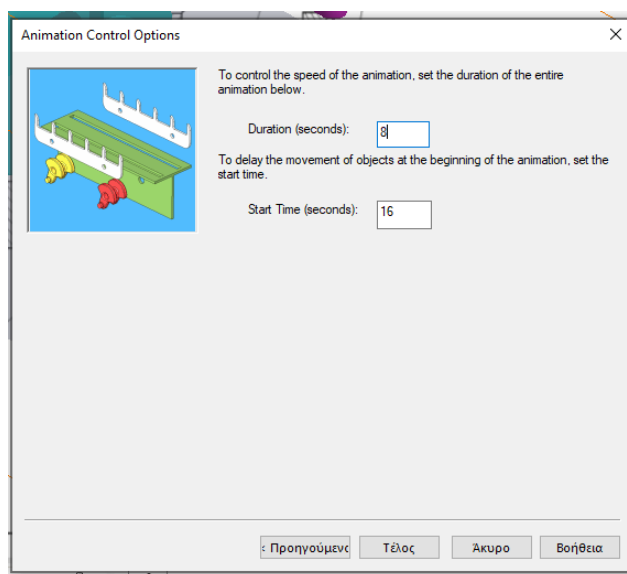 Animation Control Options
To control the speed of the animation, set the duration of the entire
animation below.
Duration (seconds): 8
To delay the movement of objects at the beginning of the animation, set the
start time.
Start Time (seconds): 16
< Προηγούμενο Τέλος Άκυρο Βοήθεια